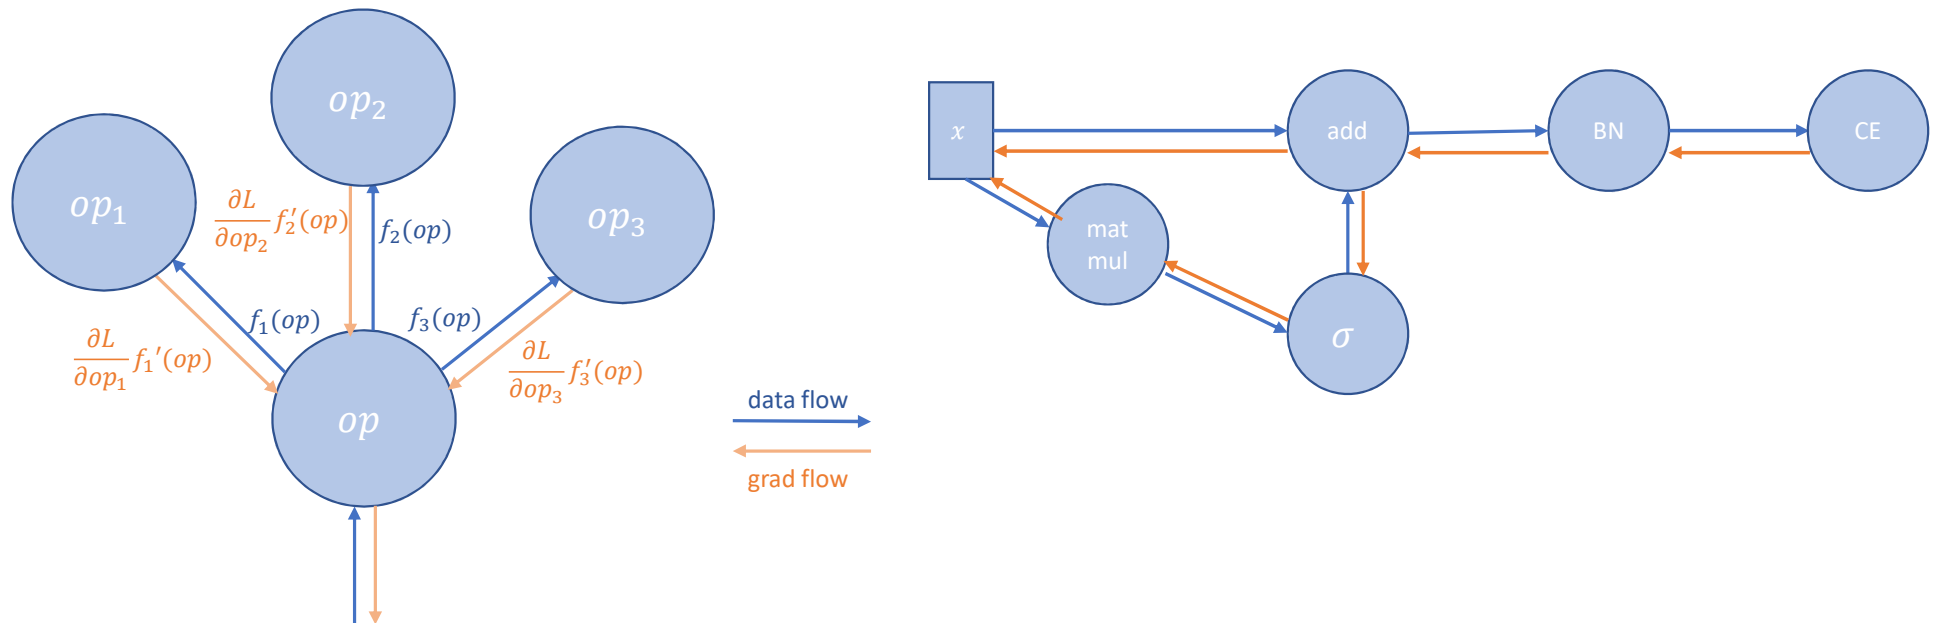 op₂
op₁
op₃
∂L/∂op₂ f₂′(op)
f₂(op)
f₁(op)
f₃(op)
∂L/∂op₁ f₁′(op)
∂L/∂op₃ f₃′(op)
op
data flow
grad flow
x
add
BN
CE
mat
mul
σ